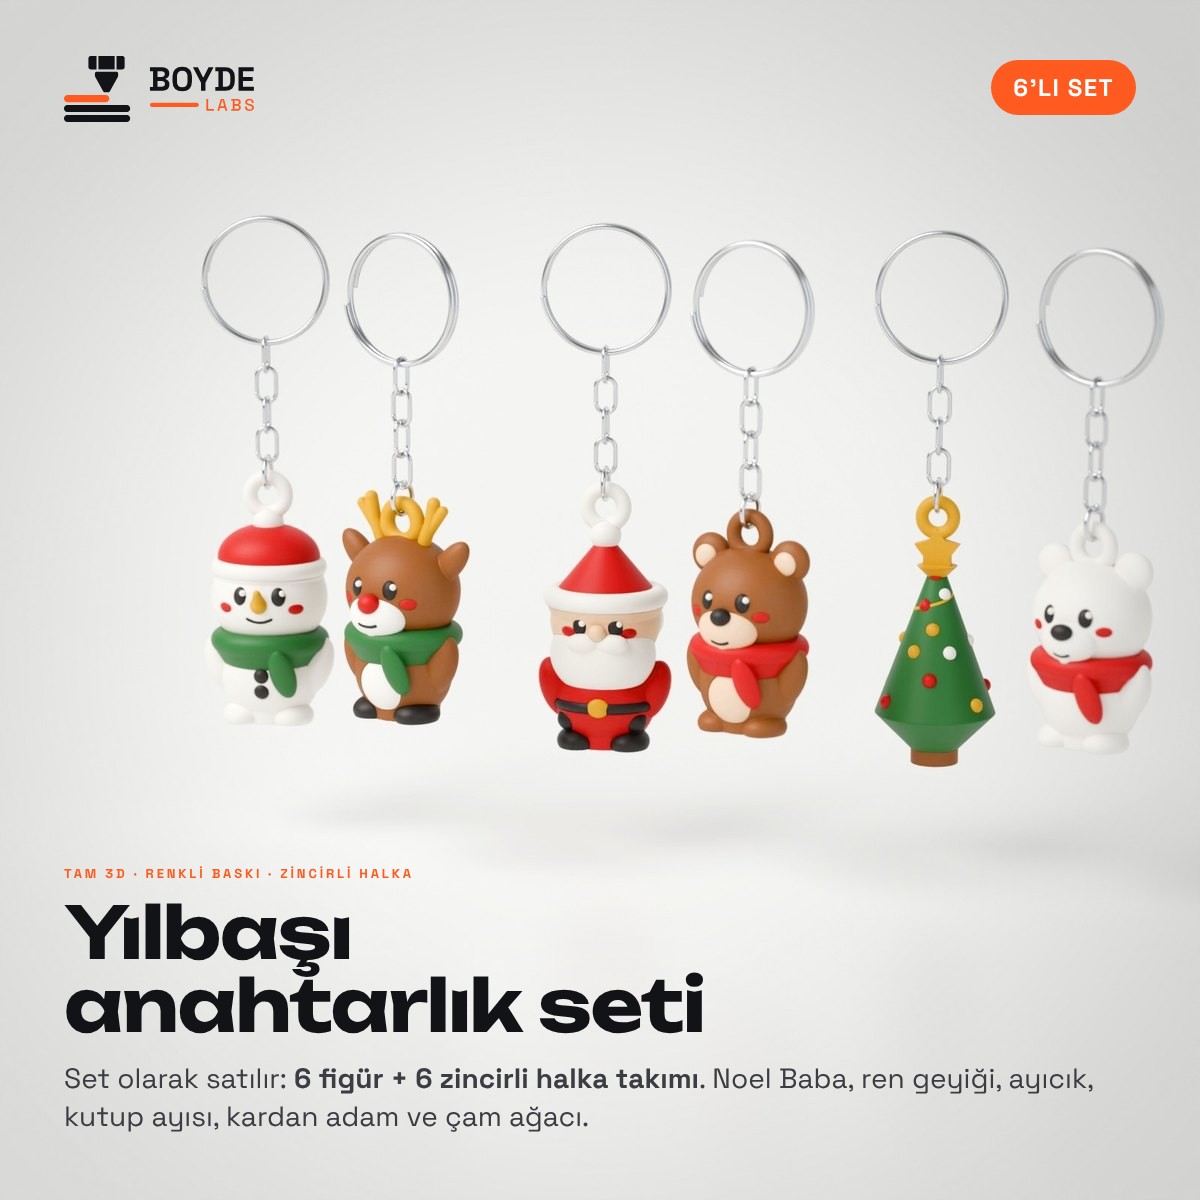 BOYDE
LABS
6'LI SET
TAM 3D · RENKLİ BASKI · ZİNCİRLİ HALKA
Yılbaşı
anahtarlık seti
Set olarak satılır: 6 figür + 6 zincirli halka takımı. Noel Baba, ren geyiği, ayıcık,
kutup ayısı, kardan adam ve çam ağacı.